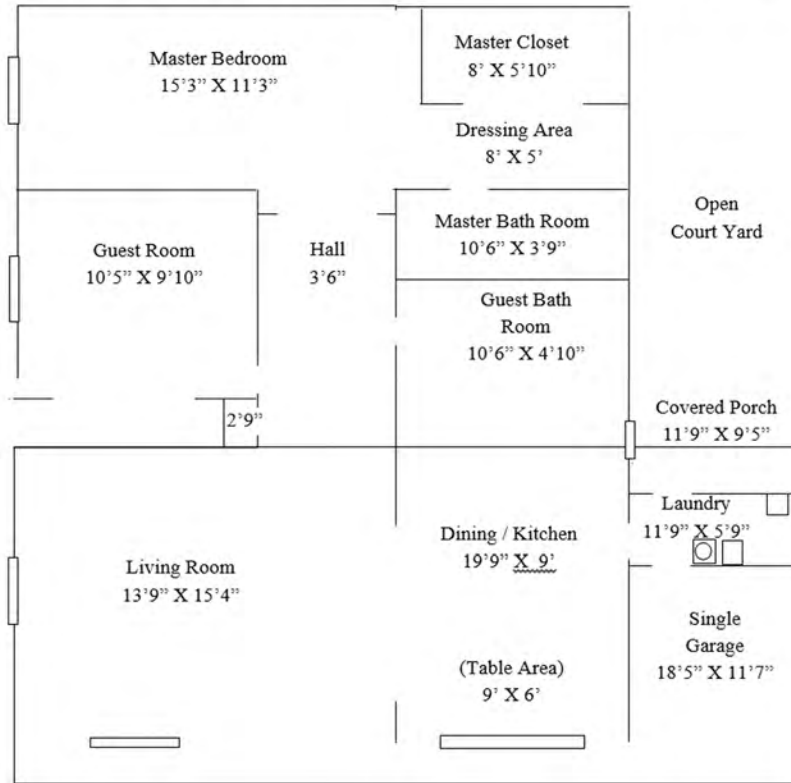 Master Bedroom
15’3” X 11’3”
Master Closet
8’ X 5’10”
Dressing Area
8’ X 5’
Open
Court Yard
Guest Room
10’5” X 9’10”
Hall
3’6”
Master Bath Room
10’6” X 3’9”
Guest Bath
Room
10’6” X 4’10”
2’9”
Covered Porch
11’9” X 9’5”
Laundry
11’9” X 5’9”
Living Room
13’9” X 15’4”
Dining / Kitchen
19’9” X 9’
(Table Area)
9’ X 6’
Single
Garage
18’5” X 11’7”